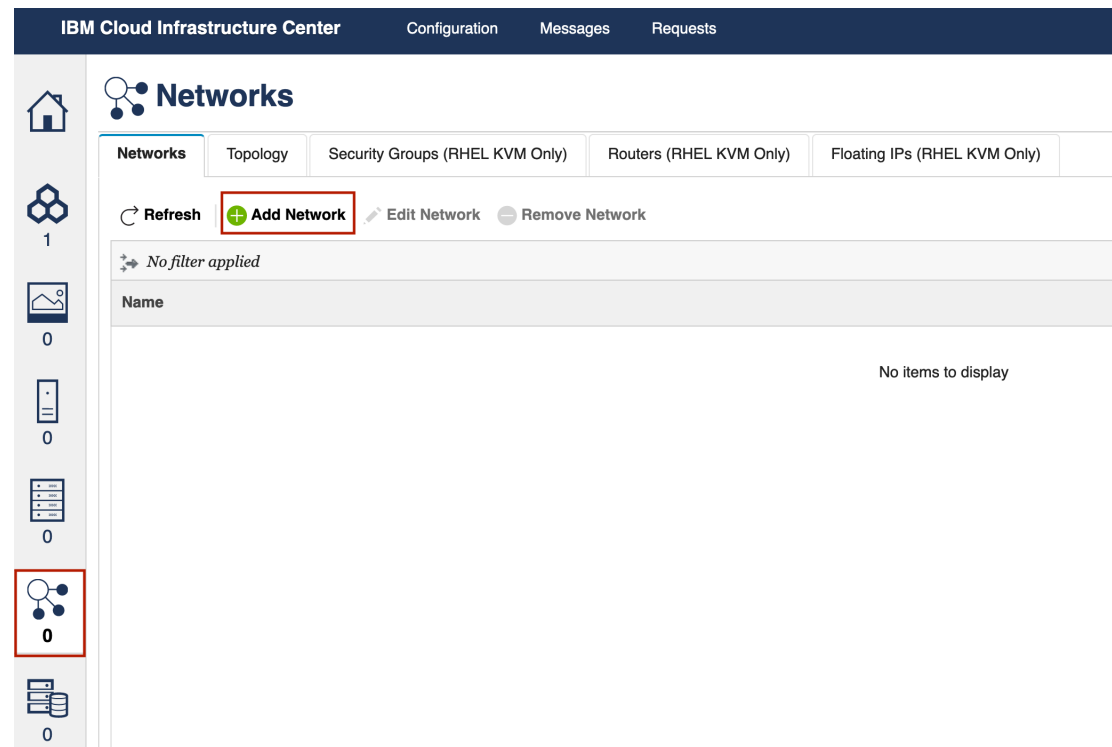 IBM Cloud Infrastructure Center Configuration Messages Requests
Networks
Networks Topology Security Groups (RHEL KVM Only) Routers (RHEL KVM Only) Floating IPs (RHEL KVM Only)
Refresh Add Network Edit Network Remove Network
No filter applied
Name
No items to display
1
0
0
0
0
0